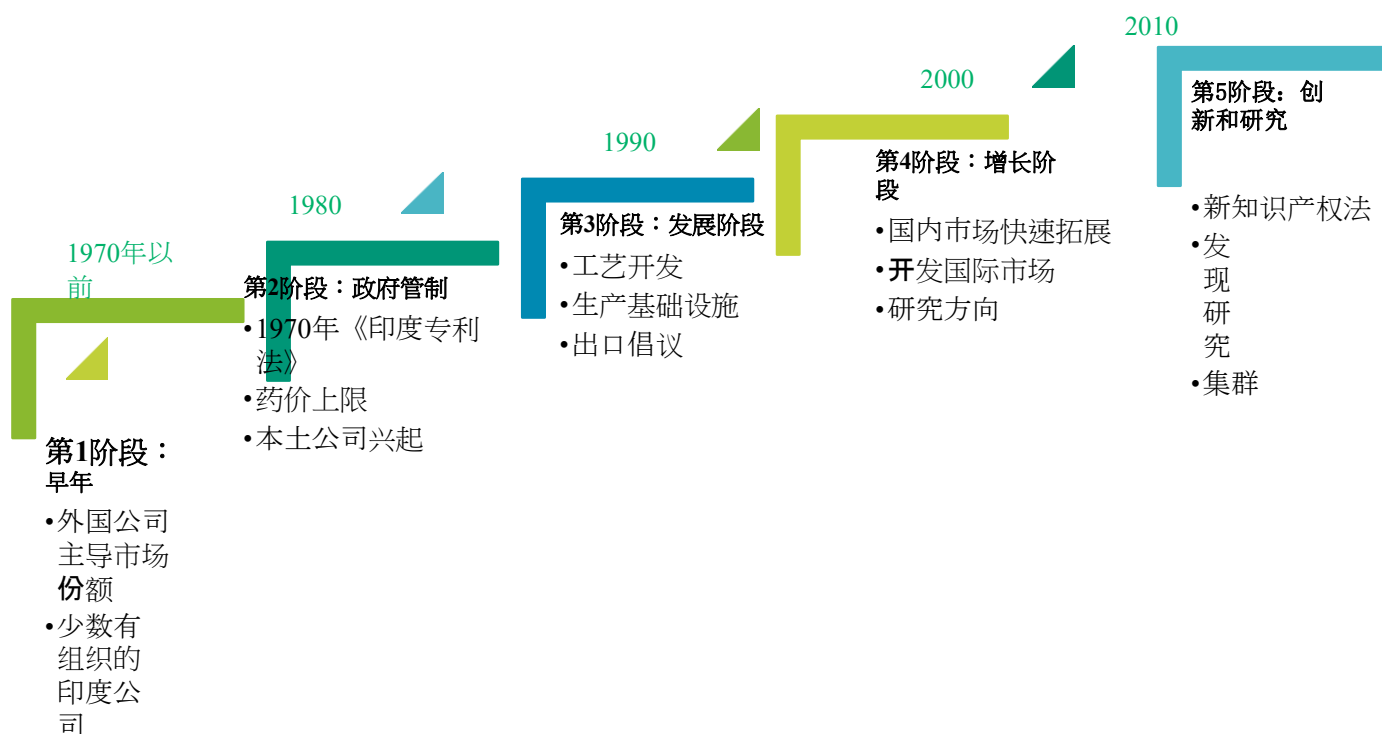 1970年以
前
第1阶段：
早年
•外国公司
主导市场
份额
•少数有
组织的
印度公
司
1980
第2阶段：政府管制
•1970年《印度专利
法》
•药价上限
•本土公司兴起
1990
第3阶段：发展阶段
•工艺开发
•生产基础设施
•出口倡议
2000
第4阶段：增长阶
段
•国内市场快速拓展
•开发国际市场
•研究方向
2010
第5阶段：创
新和研究
•新知识产权法
•发
现
研
究
•集群